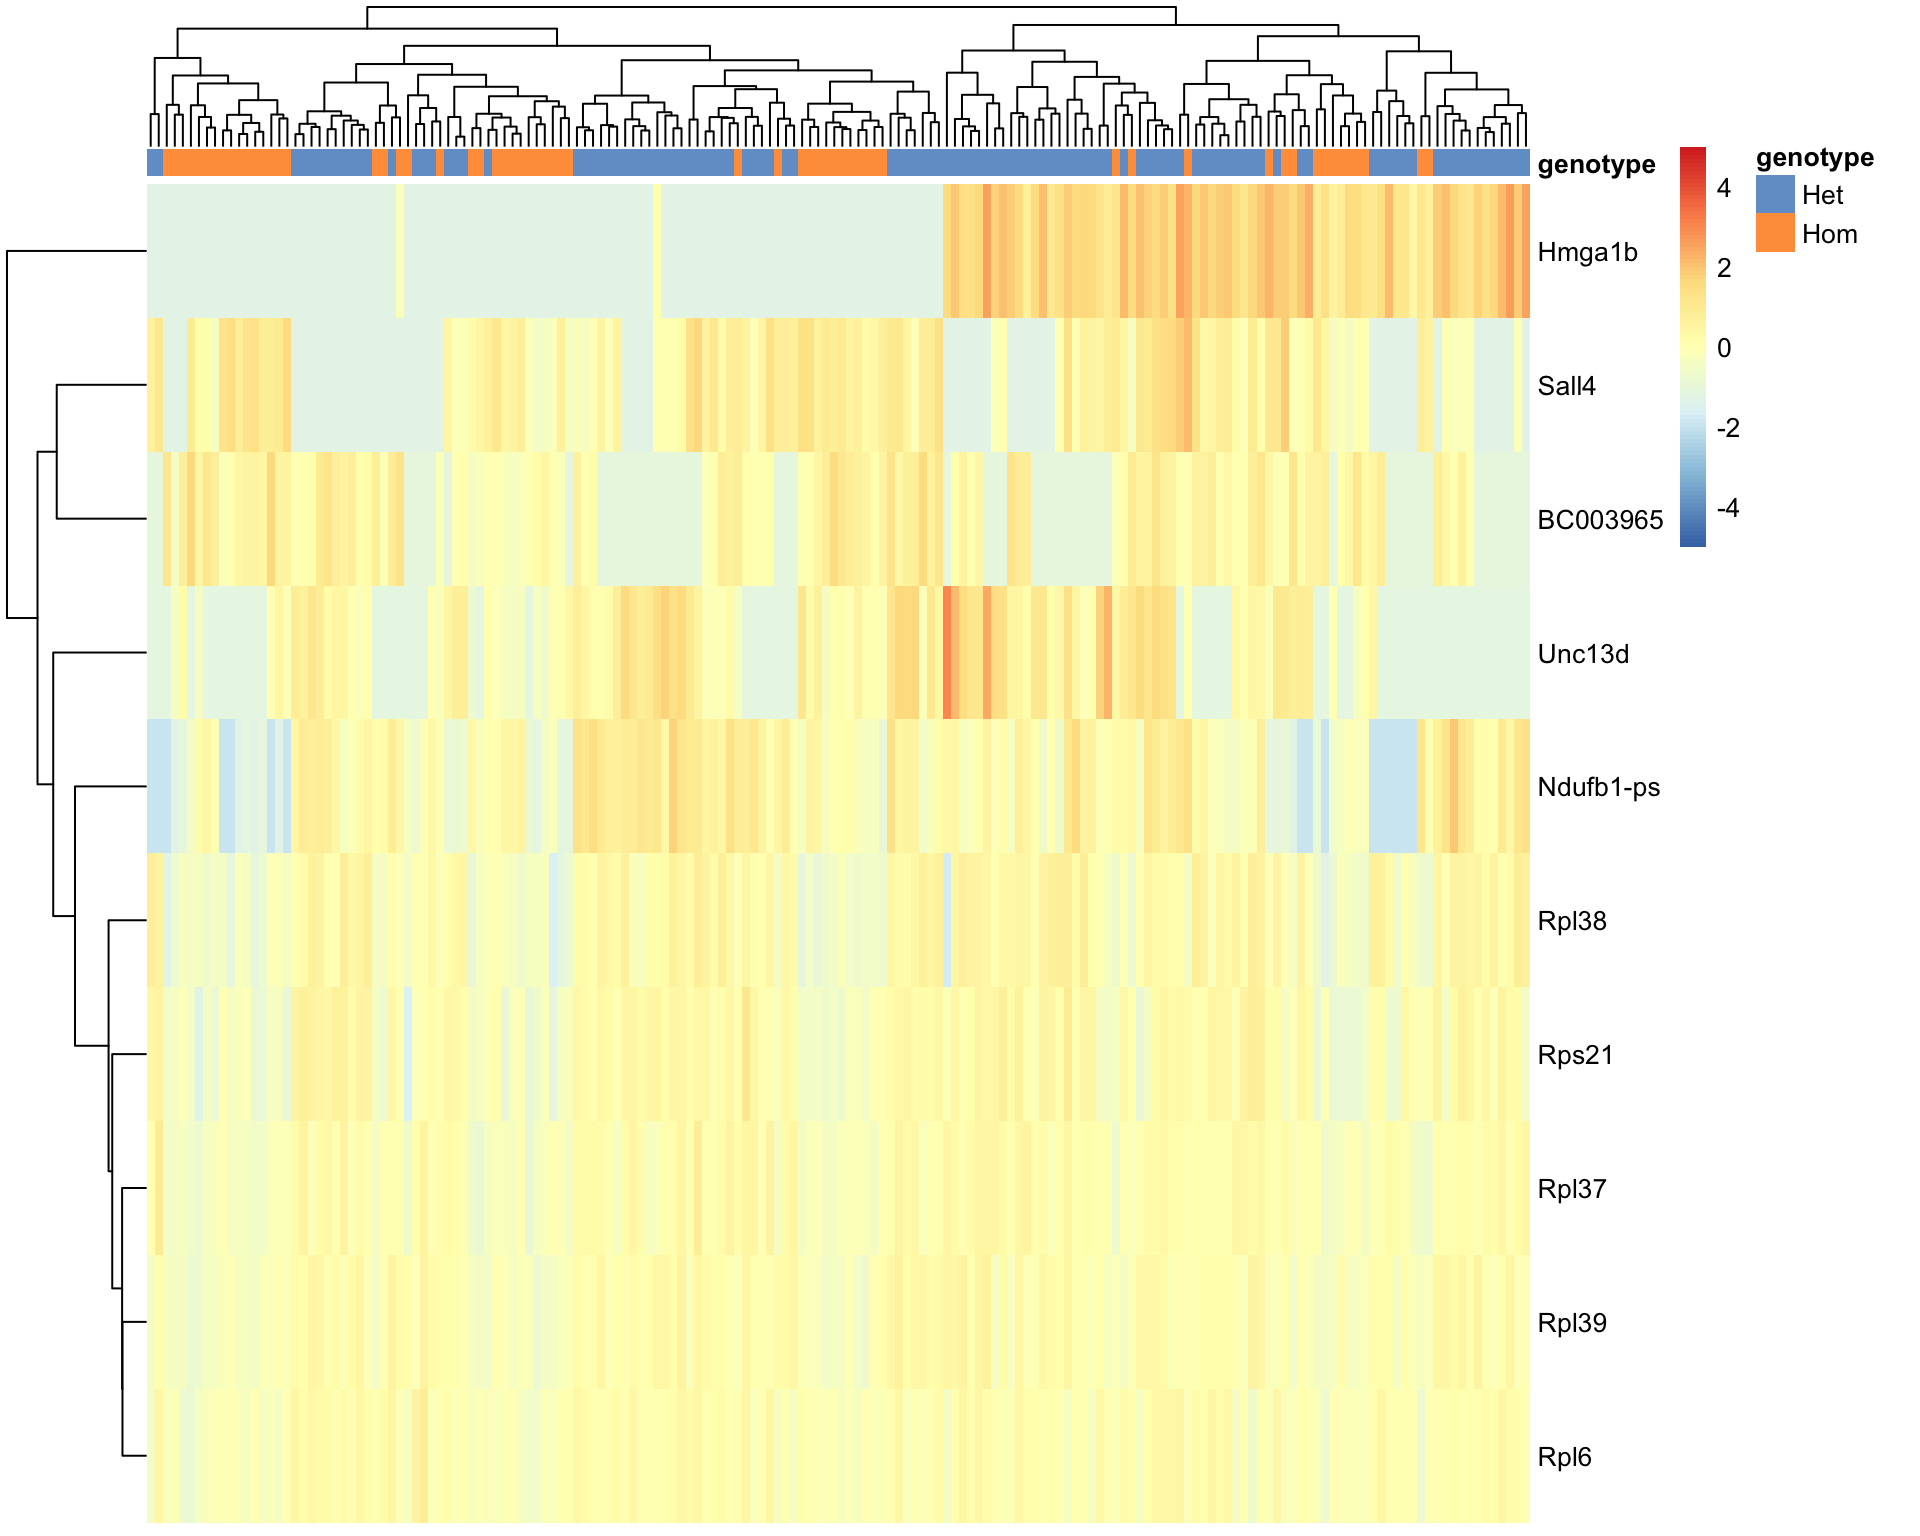 genotype
Hmga1b
Sall4
BC003965
Unc13d
Ndufb1-ps
Rpl38
Rps21
Rpl37
Rpl39
Rpl6
4
2
0
-2
-4
genotype
Het
Hom